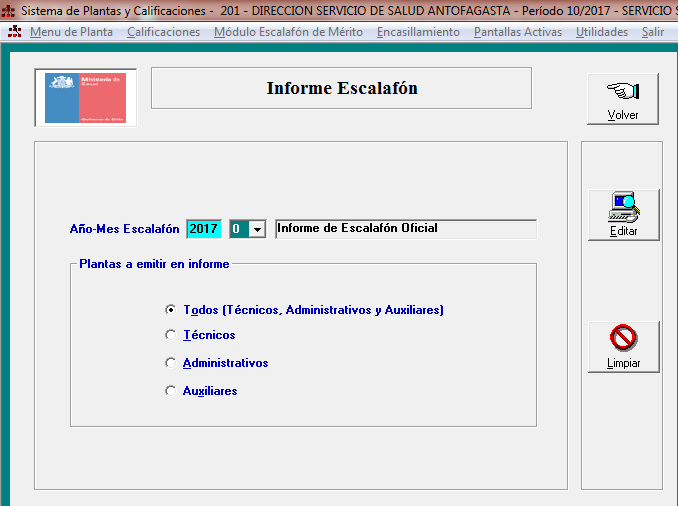 Sistema de Plantas y Calificaciones - 201 - DIRECCION SERVICIO DE SALUD ANTOFAGASTA - Período 10/2017 - SERVICIO S
Menu de Planta Calificaciones Módulo Escalafón de Mérito Encasillamiento Pantallas Activas Utilidades Salir
Ministerio de
Salud
Gobierno de Chile
Informe Escalafón
Volver
Año-Mes Escalafón 2017 0 Informe de Escalafón Oficial
Editar
Plantas a emitir en informe
Todos (Técnicos, Administrativos y Auxiliares)
Técnicos
Administrativos
Auxiliares
Limpiar